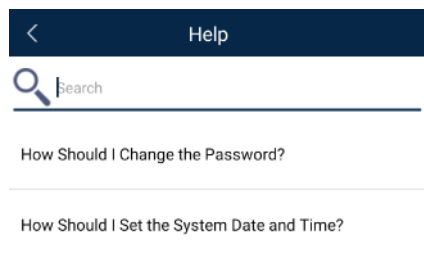 Help
Search
How Should I Change the Password?
How Should I Set the System Date and Time?